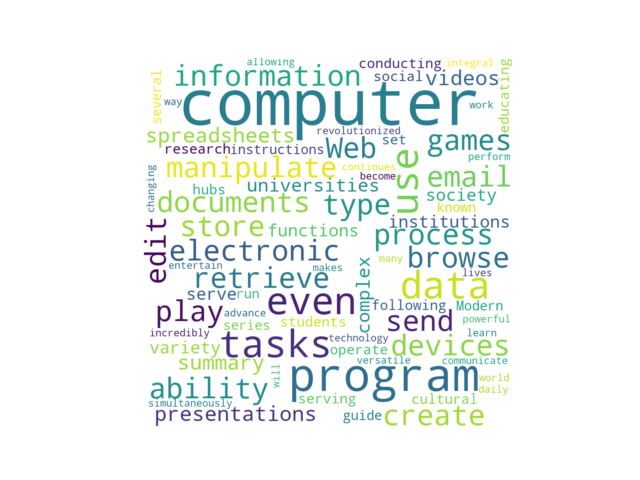 allowing conducting integral
several information social videos educating
computer
way work
spreadsheets revolutionized set games
research instructions Web perform
manipulate continues use email
changing hubs universities become society
documents type known
store functions institutions
edit electronic process
entertain retrieve makes many browse
complex data lives
serve run even following Modern
play advance send powerful
incredibly series students tasks technology learn
variety operate devices
summary versatile communicate
ability will program world
daily
simultaneously serving cultural
presentations guide create